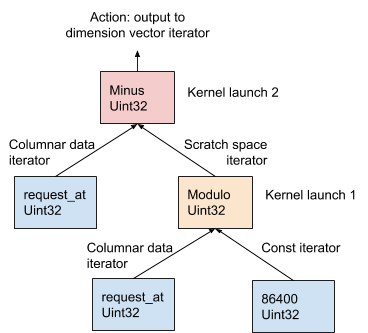 Action: output to
dimension vector iterator
Minus
Uint32
Kernel launch 2
Columnar data
iterator
Scratch space
iterator
request_at
Uint32
Modulo
Uint32
Kernel launch 1
Columnar data
iterator
Const iterator
request_at
Uint32
86400
Uint32